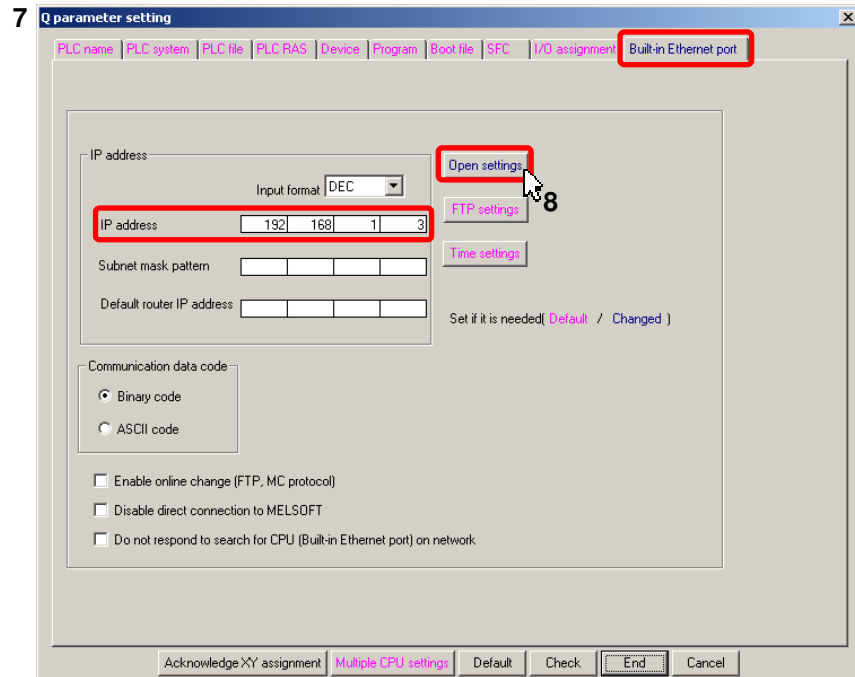 7
Q parameter setting
PLC name PLC system PLC file PLC RAS Device Program Boot file SFC I/O assignment Built-in Ethernet port
IP address
Input format DEC
IP address 192 168 1 3
Subnet mask pattern
Default router IP address
Open settings
8
FTP settings
Time settings
Set if it is needed( Default / Changed )
Communication data code
Binary code
ASCII code
Enable online change (FTP, MC protocol)
Disable direct connection to MELSOFT
Do not respond to search for CPU (Built-in Ethernet port) on network
Acknowledge XY assignment Multiple CPU settings Default Check End Cancel